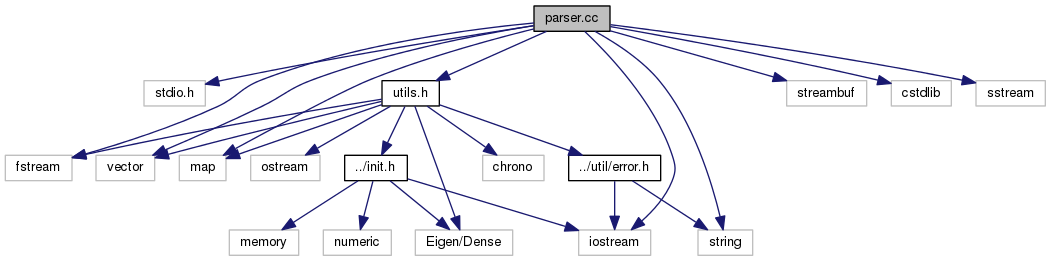 parser.cc
stdio.h
utils.h
streambuf
cstdlib
sstream
fstream
vector
map
ostream
../init.h
chrono
../util/error.h
memory
numeric
Eigen/Dense
iostream
string